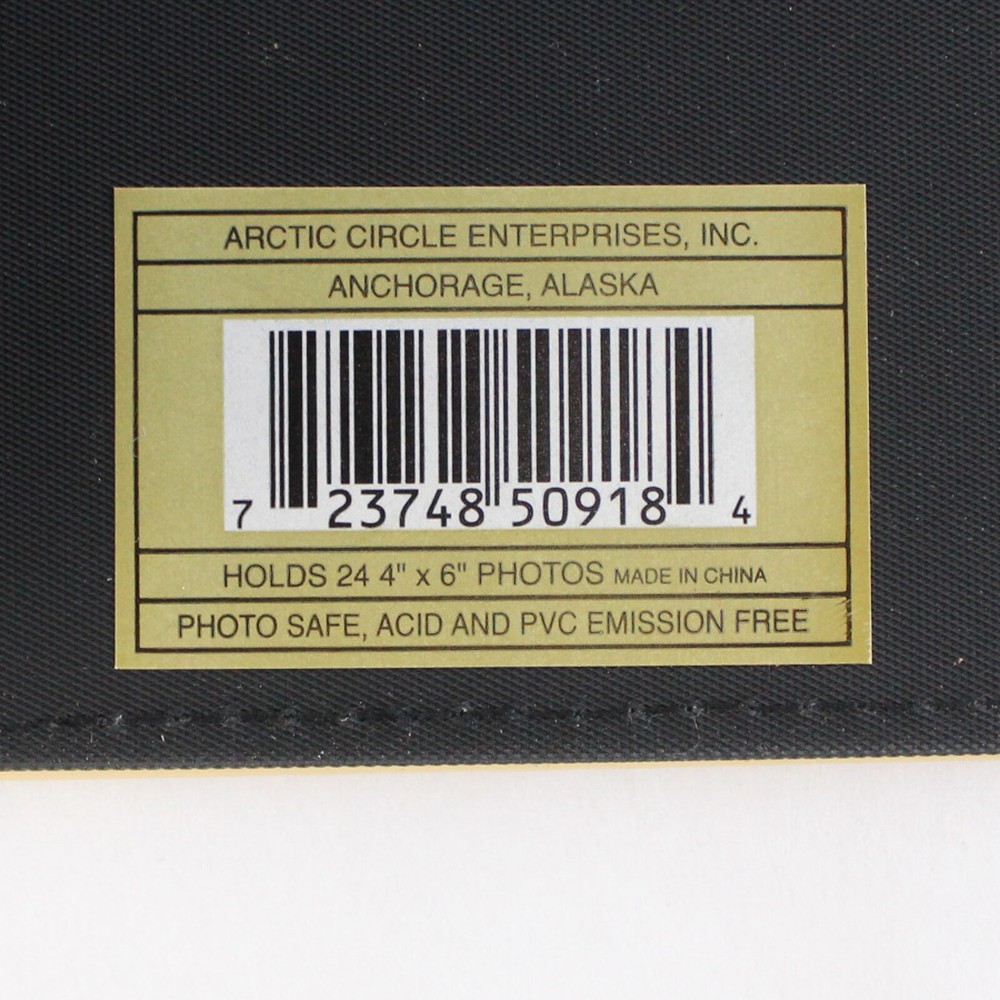 ARCTIC CIRCLE ENTERPRISES, INC.
ANCHORAGE, ALASKA
7 23748 50918 4
HOLDS 24 4" x 6" PHOTOS MADE IN CHINA
PHOTO SAFE, ACID AND PVC EMISSION FREE